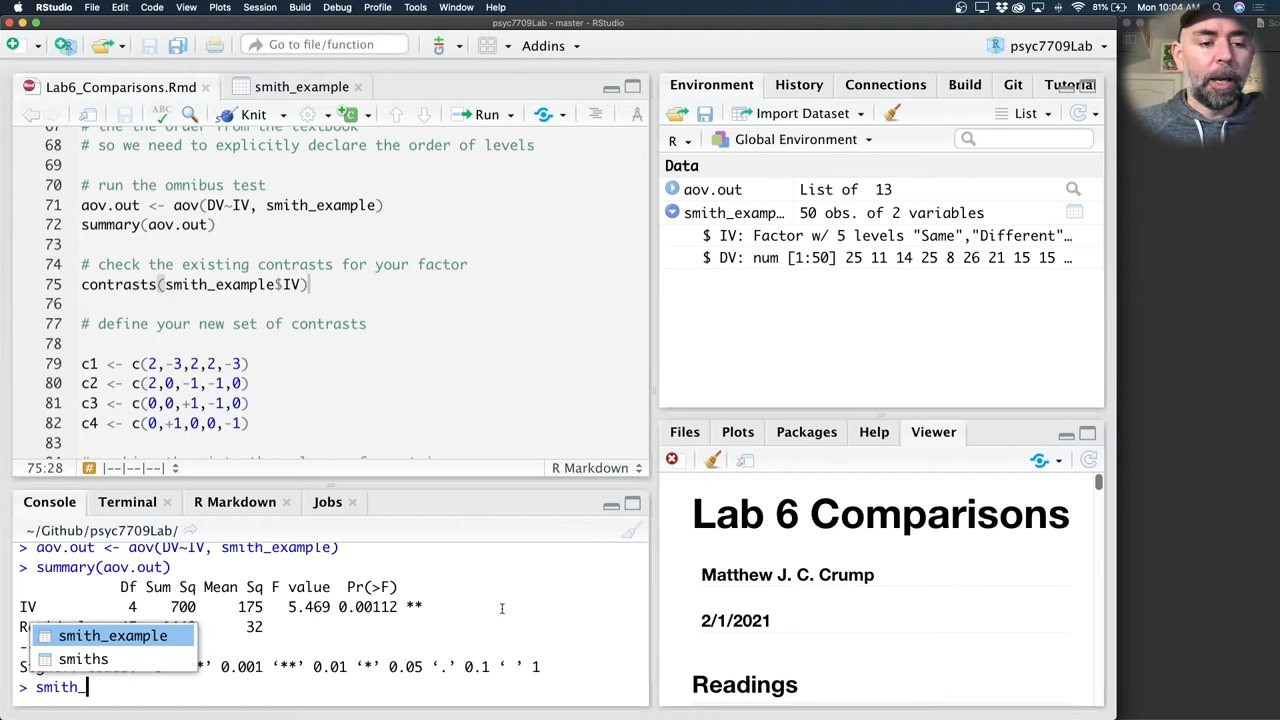 RStudio File Edit Code View Plots Session Build Debug Profile Tools Window Help 81% Mon 10:04 AM
psyc7709Lab - master - RStudio
Go to file/function Addins psyc7709Lab
Lab6_Comparisons.Rmd smith_example
ABC Knit Run
67 # the the order from the textbook
68 # so we need to explicitly declare the order of levels
69
70 # run the omnibus test
71 aov.out <- aov(DV~IV, smith_example)
72 summary(aov.out)
73
74 # check the existing contrasts for your factor
75 contrasts(smith_example$IV)
76
77 # define your new set of contrasts
78
79 c1 <- c(2,-3,2,2,-3)
80 c2 <- c(2,0,-1,-1,0)
81 c3 <- c(0,0,+1,-1,0)
82 c4 <- c(0,+1,0,0,-1)
83
75:28 R Markdown
Console Terminal R Markdown Jobs
~/Github/psyc7709Lab/
> aov.out <- aov(DV~IV, smith_example)
> summary(aov.out)
Df Sum Sq Mean Sq F value Pr(>F)
IV 4 700 175 5.469 0.00112 **
32
smith_example
smiths
0.001 ‘**’ 0.01 ‘*’ 0.05 ‘.’ 0.1 ‘ ’ 1
> smith_
Environment History Connections Build Git Tutorial
Import Dataset List
R Global Environment
Data
aov.out List of 13
smith_examp… 50 obs. of 2 variables
$ IV: Factor w/ 5 levels "Same","Different"…
$ DV: num [1:50] 25 11 14 25 8 26 21 15 15 …
Files Plots Packages Help Viewer
Lab 6 Comparisons
Matthew J. C. Crump
2/1/2021
Readings